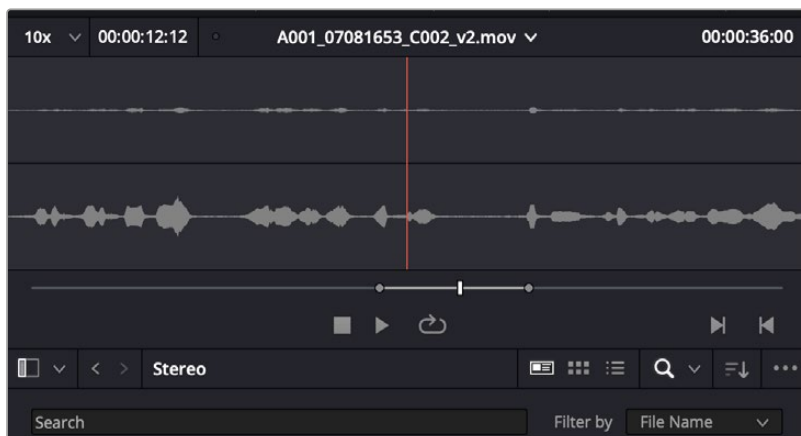 10x 00:00:12:12 A001_07081653_C002_v2.mov 00:00:36:00
Stereo
Search Filter by File Name